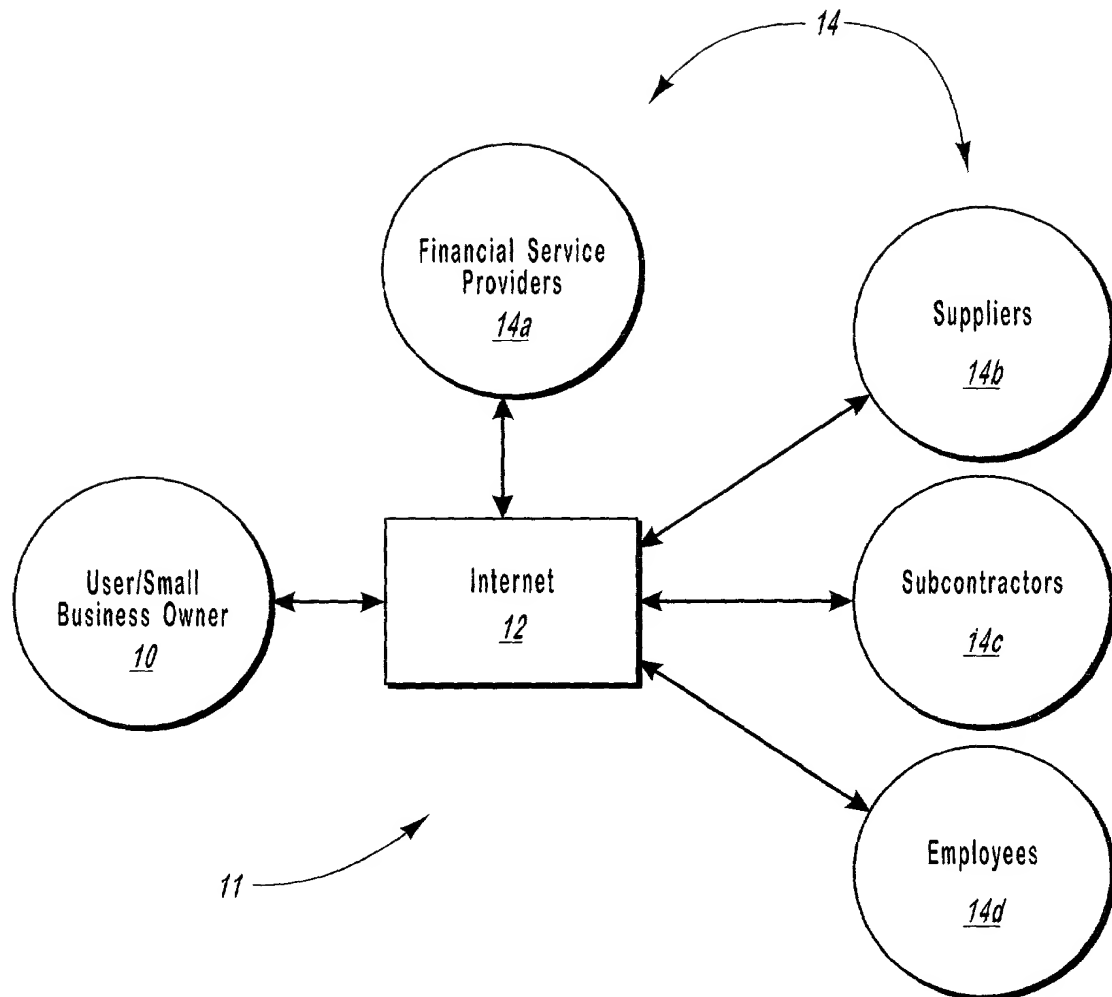 14
Financial Service
Providers
14a
Suppliers
14b
User/Small
Business Owner
10
Internet
12
Subcontractors
14c
11
Employees
14d